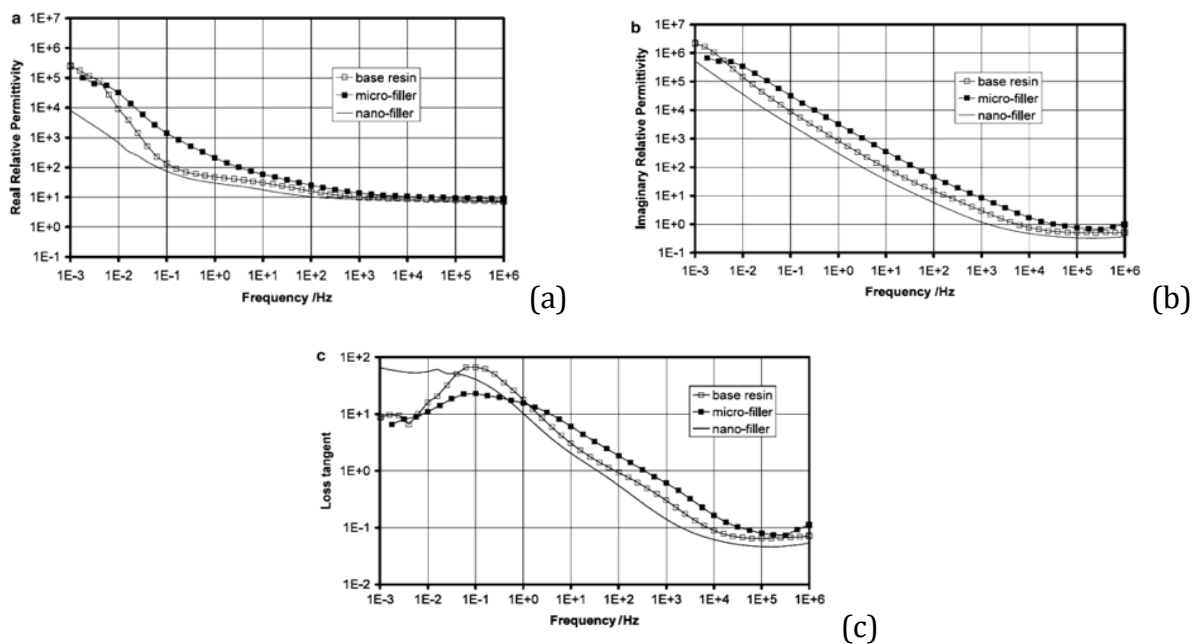 a
1E+7
1E+6
1E+5
1E+4
1E+3
1E+2
1E+1
1E+0
1E-1
Real Relative Permittivity
base resin
micro-filler
nano-filler
1E-3 1E-2 1E-1 1E+0 1E+1 1E+2 1E+3 1E+4 1E+5 1E+6
Frequency /Hz
(a)
b
1E+7
1E+6
1E+5
1E+4
1E+3
1E+2
1E+1
1E+0
1E-1
Imaginary Relative Permittivity
base resin
micro-filler
nano-filler
1E-3 1E-2 1E-1 1E+0 1E+1 1E+2 1E+3 1E+4 1E+5 1E+6
Frequency /Hz
(b)
c
1E+2
1E+1
1E+0
1E-1
1E-2
Loss tangent
base resin
micro-filler
nano-filler
1E-3 1E-2 1E-1 1E+0 1E+1 1E+2 1E+3 1E+4 1E+5 1E+6
Frequency /Hz
(c)